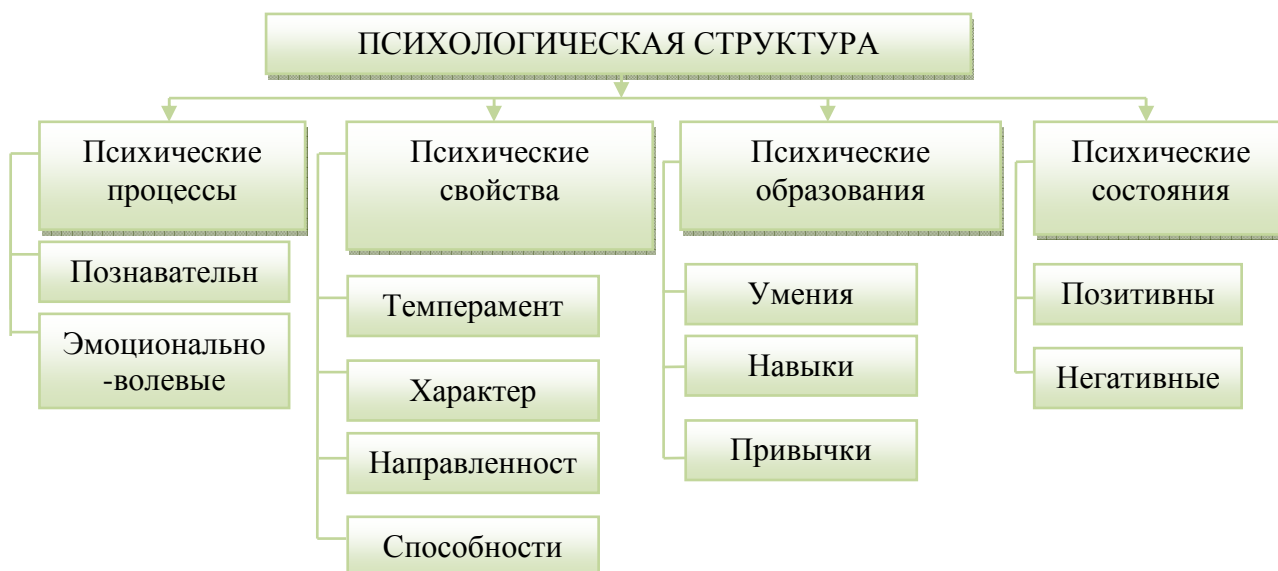 ПСИХОЛОГИЧЕСКАЯ СТРУКТУРА
Психические
процессы
Познавательн
Эмоционально
-волевые
Психические
свойства
Темперамент
Характер
Направленност
Способности
Психические
образования
Умения
Навыки
Привычки
Психические
состояния
Позитивны
Негативные